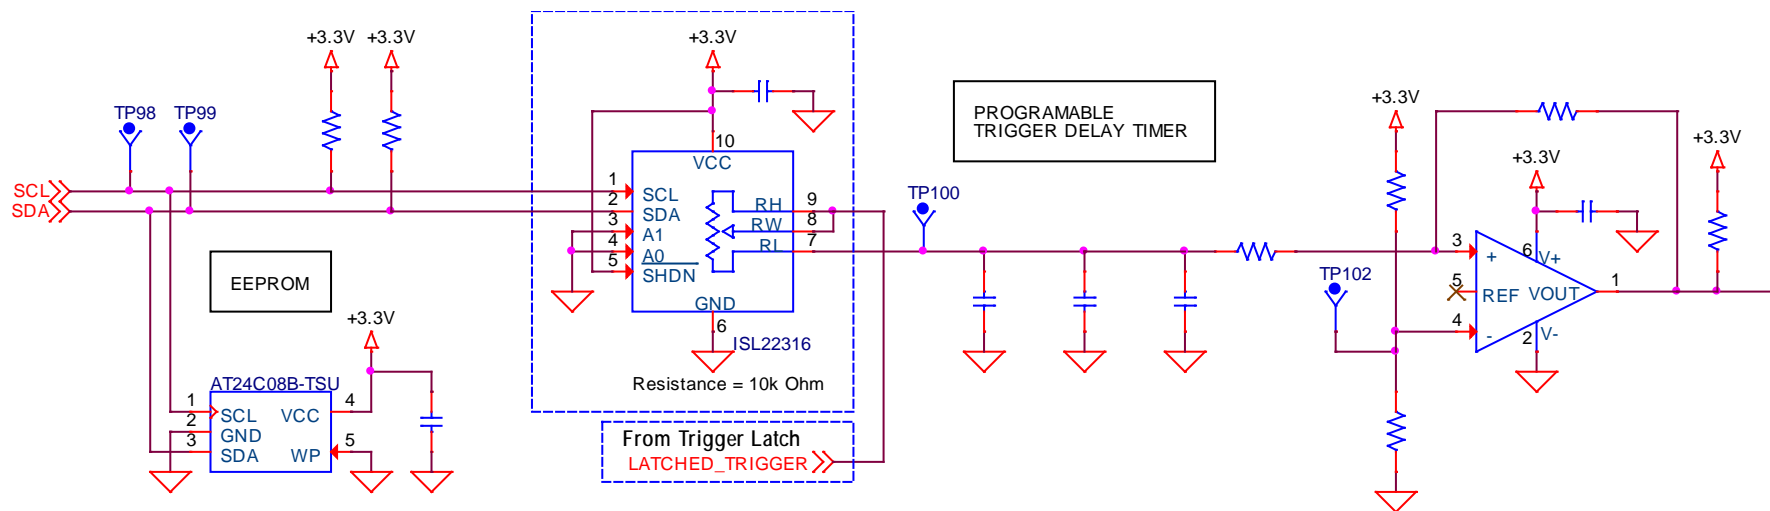 +3.3V
+3.3V
TP98
TP99
SCL
SDA
EEPROM
+3.3V
AT24C08B-TSU
1
SCL
VCC
4
2
GND
3
SDA
WP
5
+3.3V
10
VCC
1
SCL
2
SDA
RH
9
3
A1
RW
8
4
A0
RL
7
5
SHDN
GND
6
ISL22316
Resistance = 10k Ohm
From Trigger Latch
LATCHED_TRIGGER
PROGRAMABLE
TRIGGER DELAY TIMER
TP100
+3.3V
TP102
+3.3V
+3.3V
3
+
6
V+
5
REF
VOUT
1
4
-
2
V-